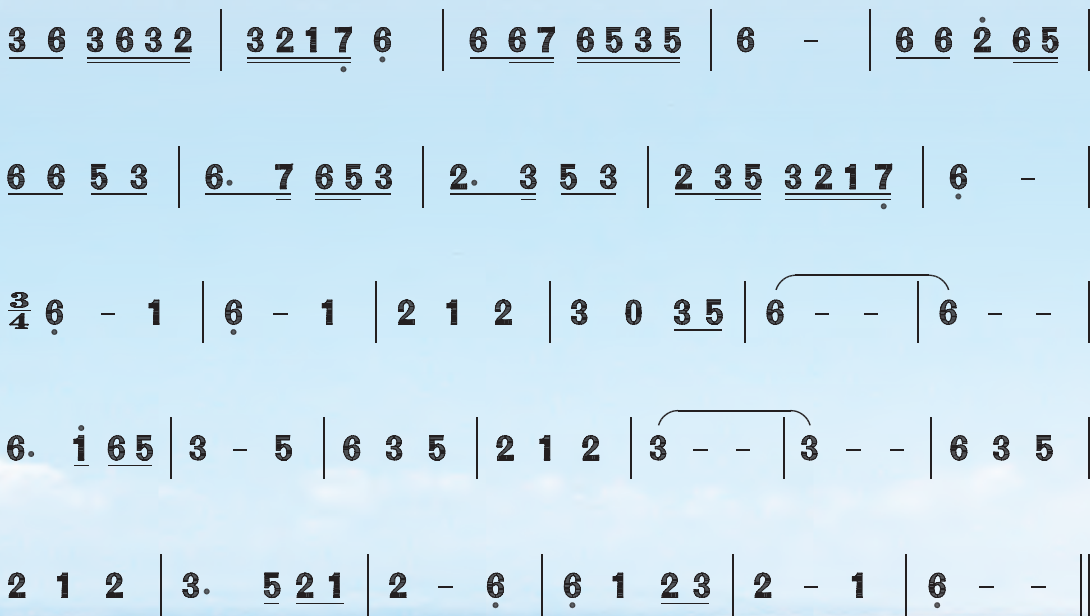 3 6 3 6 3 2 | 3 2 1 7̣ 6̣ | 6 6 7 6 5 3 5 | 6 – | 6 6 2̇ 6 5 |
6 6 5 3 | 6. 7 6 5 3 | 2. 3 5 3 | 2 3 5 3 2 1 7̣ | 6̣ – |
3/4 6̣ – 1 | 6̣ – 1 | 2 1 2 | 3 0 3 5 | 6 – – | 6 – – |
6. 1̇ 6 5 | 3 – 5 | 6 3 5 | 2 1 2 | 3 – – | 3 – – | 6 3 5 |
2 1 2 | 3. 5 2 1 | 2 – 6̣ | 6̣ 1 2 3 | 2 – 1 | 6̣ – – ||